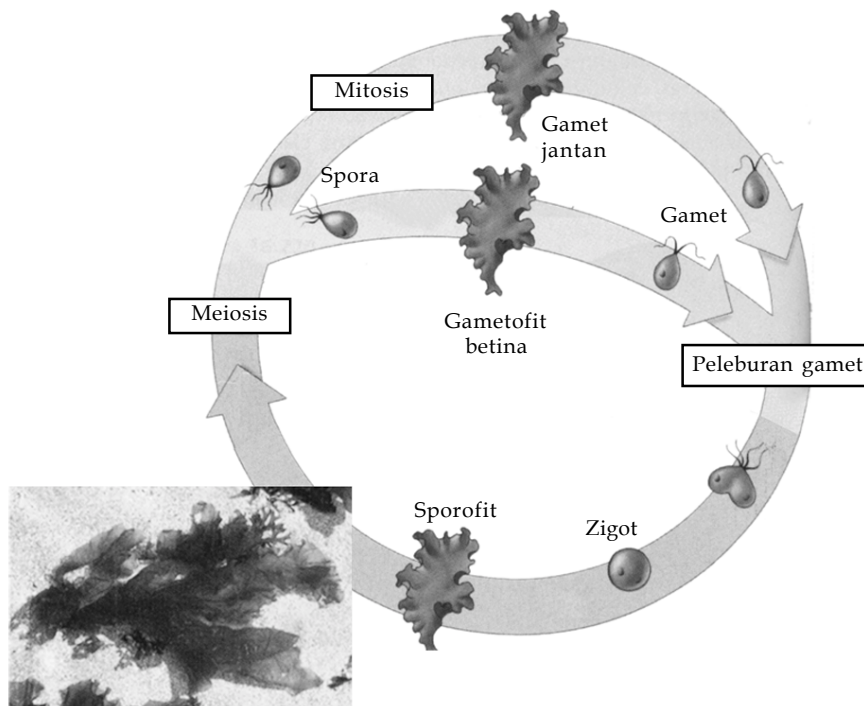 Mitosis
Gamet
jantan
Spora
Gamet
Meiosis
Gametofit
betina
Peleburan gamet
Sporofit
Zigot